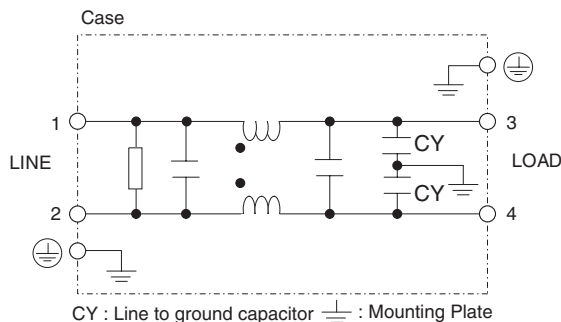 Case
1
3
CY
LINE
LOAD
CY
2
4
CY : Line to ground capacitor : Mounting Plate